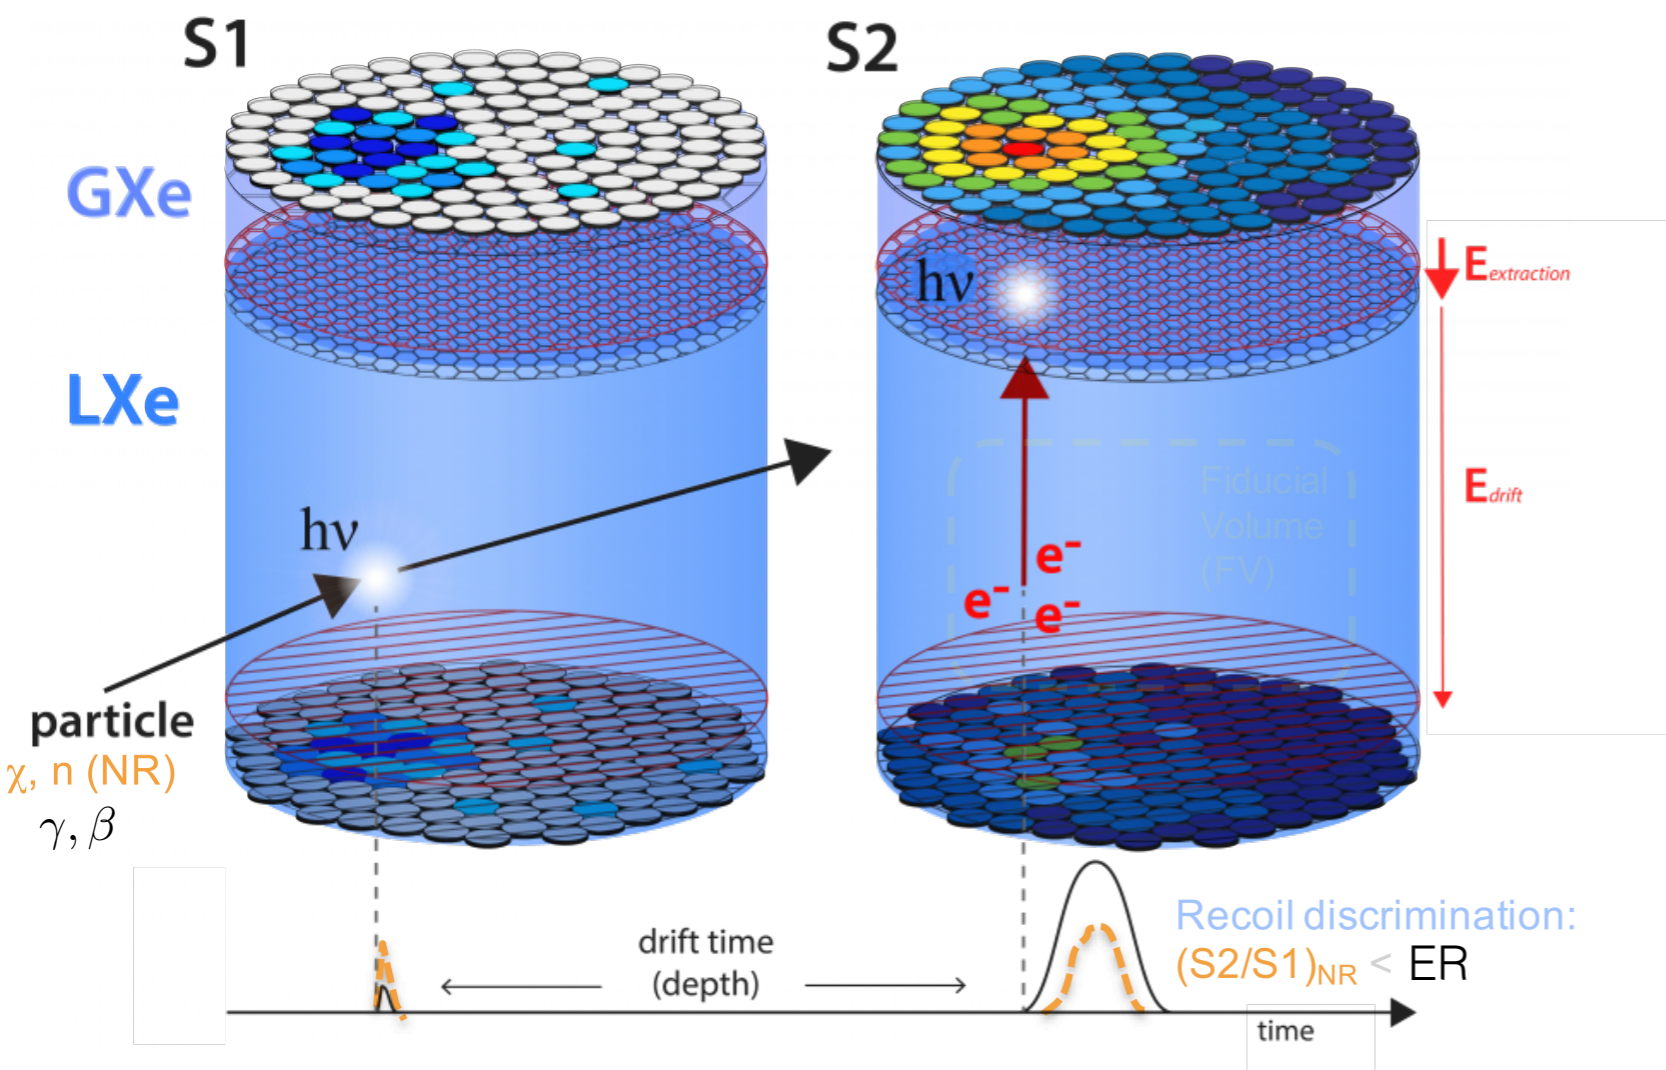 S1
S2
GXe
hν
Eextraction
LXe
Edrift
Fiducial
Volume
(FV)
hν
e-
e-
e-
particle
χ, n (NR)
γ, β
drift time
(depth)
Recoil discrimination:
(S2/S1)NR < ER
time